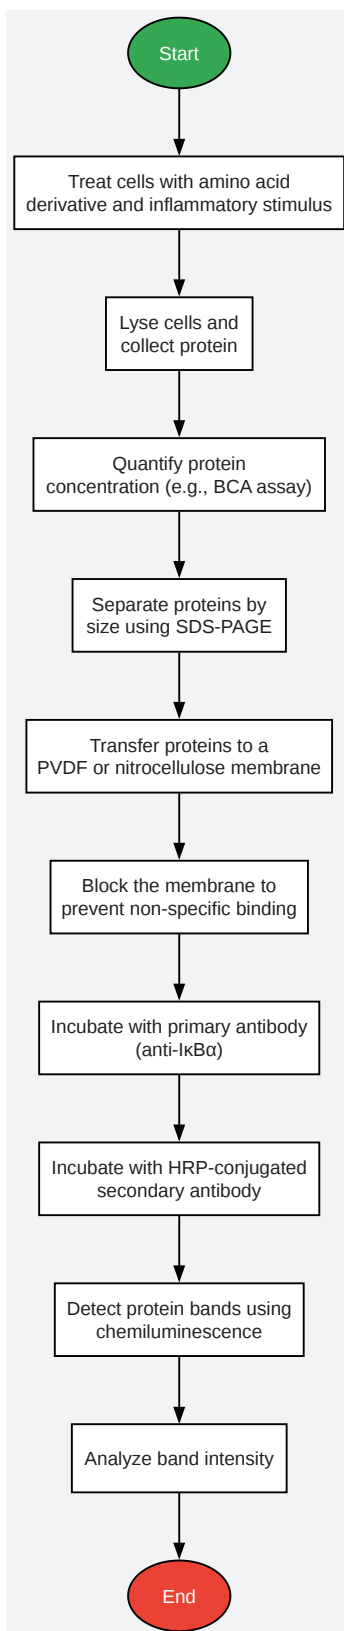 Start
Treat cells with amino acid
derivative and inflammatory stimulus
Lyse cells and
collect protein
Quantify protein
concentration (e.g., BCA assay)
Separate proteins by
size using SDS-PAGE
Transfer proteins to a
PVDF or nitrocellulose membrane
Block the membrane to
prevent non-specific binding
Incubate with primary antibody
(anti-IκBα)
Incubate with HRP-conjugated
secondary antibody
Detect protein bands using
chemiluminescence
Analyze band intensity
End